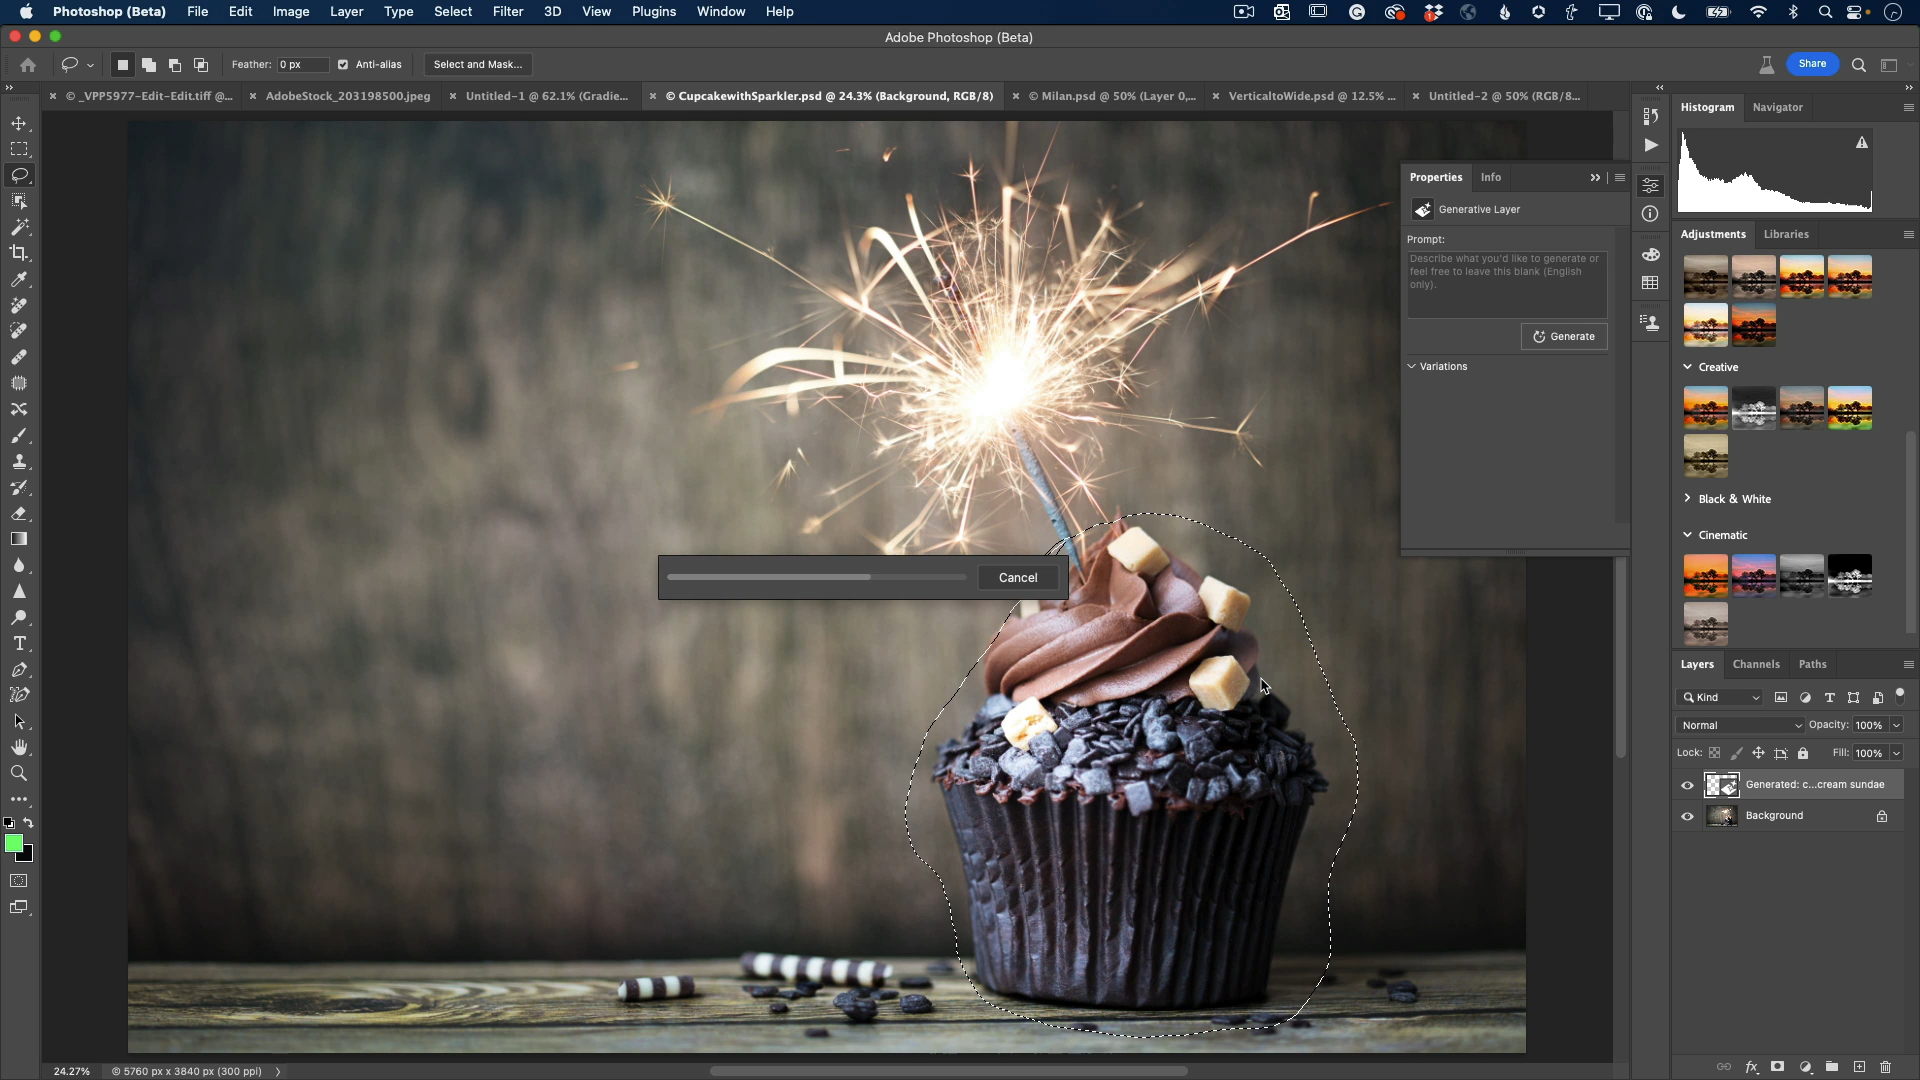 Photoshop (Beta) File Edit Image Layer Type Select Filter 3D View Plugins Window Help
Adobe Photoshop (Beta)
Feather: 0 px Anti-alias Select and Mask... Share
© _VPP5977-Edit-Edit.tiff @... AdobeStock_203198500.jpeg Untitled-1 @ 62.1% (Gradie... © CupcakewithSparkler.psd @ 24.3% (Background, RGB/8) © Milan.psd @ 50% (Layer 0,... VerticaltoWide.psd @ 12.5% ... Untitled-2 @ 50% (RGB/8...
Histogram Navigator
Properties Info
Generative Layer
Prompt:
Describe what you'd like to generate or
feel free to leave this blank (English
only).
Generate
Variations
Adjustments Libraries
Creative
Black & White
Cinematic
Cancel
Layers Channels Paths
Kind
Normal Opacity: 100%
Lock: Fill: 100%
Generated: c...cream sundae
Background
24.27% © 5760 px x 3840 px (300 ppi)